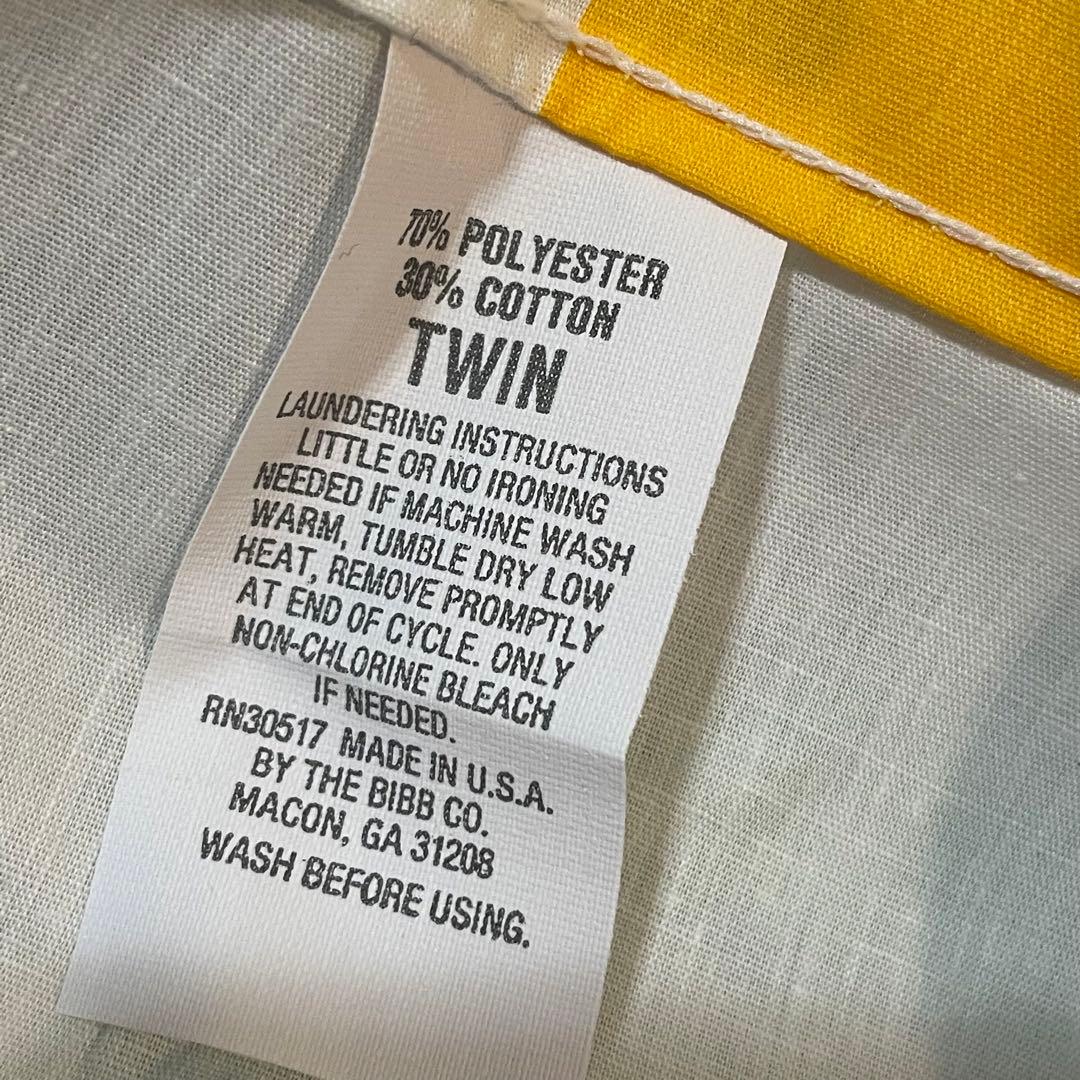 70% POLYESTER
30% COTTON
TWIN
LAUNDERING INSTRUCTIONS
LITTLE OR NO IRONING
NEEDED IF MACHINE WASH
WARM, TUMBLE DRY LOW
HEAT, REMOVE PROMPTLY
AT END OF CYCLE. ONLY
NON-CHLORINE BLEACH
IF NEEDED.
RN30517 MADE IN U.S.A.
BY THE BIBB CO.
MACON, GA 31208
WASH BEFORE USING.